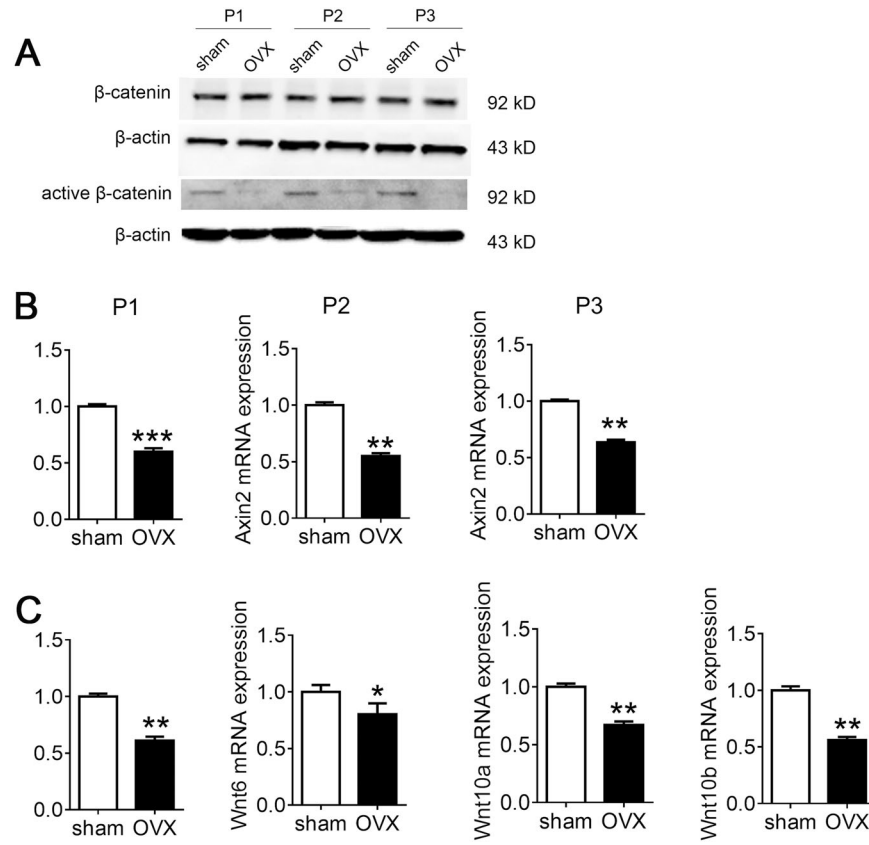 A
P1 P2 P3
sham OVX sham OVX sham OVX
β-catenin 92 kD
β-actin 43 kD
active β-catenin 92 kD
β-actin 43 kD
B
P1
1.5
1.0
0.5
0.0
***
sham OVX
P2
Axin2 mRNA expression
1.5
1.0
0.5
0.0
**
sham OVX
P3
Axin2 mRNA expression
1.5
1.0
0.5
0.0
**
sham OVX
C
1.5
1.0
0.5
0.0
**
sham OVX
Wnt6 mRNA expression
1.5
1.0
0.5
0.0
*
sham OVX
Wnt10a mRNA expression
1.5
1.0
0.5
0.0
**
sham OVX
Wnt10b mRNA expression
1.5
1.0
0.5
0.0
**
sham OVX